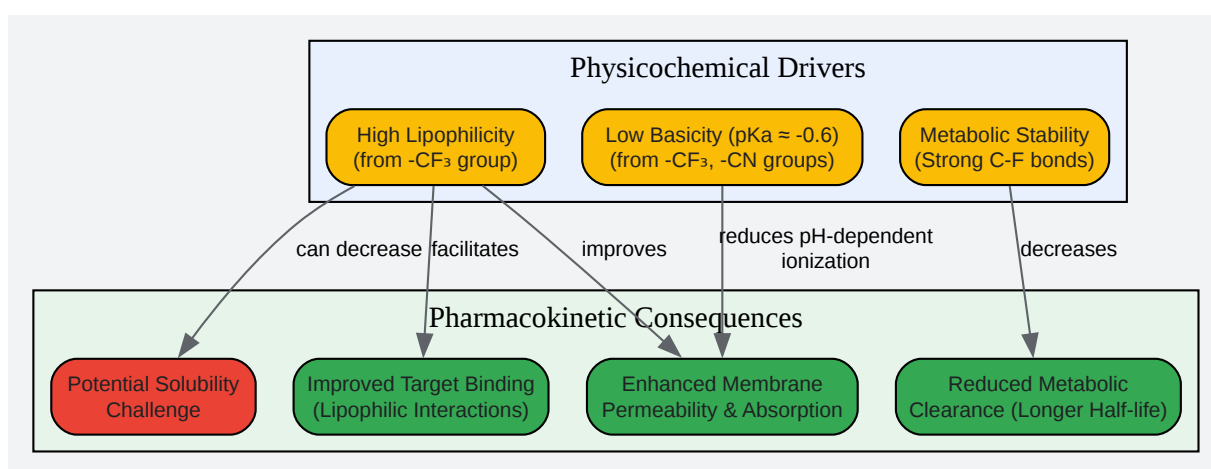 Physicochemical Drivers
High Lipophilicity
(from -CF₃ group)
Low Basicity (pKa ≈ -0.6)
(from -CF₃, -CN groups)
Metabolic Stability
(Strong C-F bonds)
can decrease
facilitates
improves
reduces pH-dependent
ionization
decreases
Pharmacokinetic Consequences
Potential Solubility
Challenge
Improved Target Binding
(Lipophilic Interactions)
Enhanced Membrane
Permeability & Absorption
Reduced Metabolic
Clearance (Longer Half-life)